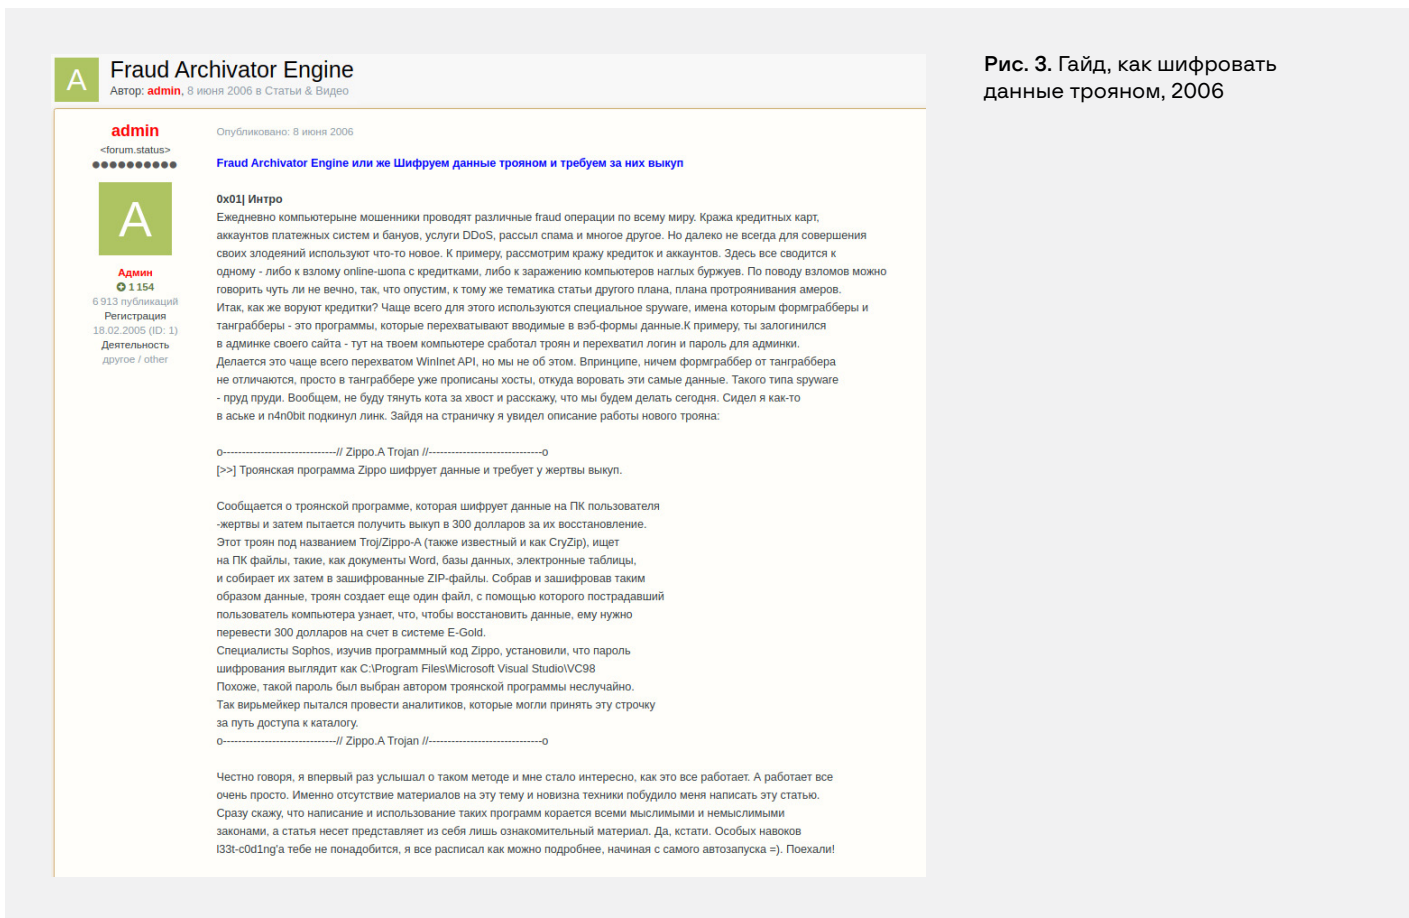 A
Fraud Archivator Engine
Автор: admin, 8 июня 2006 в Статьи & Видео
Рис. 3. Гайд, как шифровать
данные трояном, 2006
admin
<forum.status>
A
Админ
1 154
6 913 публикаций
Регистрация
18.02.2005 (ID: 1)
Деятельность
другое / other
Опубликовано: 8 июня 2006
Fraud Archivator Engine или же Шифруем данные трояном и требуем за них выкуп
0x01| Интро
Ежедневно компьютерыне мошенники проводят различные fraud операции по всему миру. Кража кредитных карт,
аккаунтов платежных систем и бануов, услуги DDoS, рассыл спама и многое другое. Но далеко не всегда для совершения
своих злодеяний используют что-то новое. К примеру, рассмотрим кражу кредиток и аккаунтов. Здесь все сводится к
одному - либо к взлому online-шопа с кредитками, либо к заражению компьютеров наглых буржуев. По поводу взломов можно
говорить чуть ли не вечно, так, что опустим, к тому же тематика статьи другого плана, плана протроянивания амеров.
Итак, как же воруют кредитки? Чаще всего для этого используются специальное spyware, имена которым формграбберы и
танграбберы - это программы, которые перехватывают вводимые в вэб-формы данные.К примеру, ты залогинился
в админке своего сайта - тут на твоем компьютере сработал троян и перехватил логин и пароль для админки.
Делается это чаще всего перехватом WinInet API, но мы не об этом. Впринципе, ничем формграббер от танграббера
не отличаются, просто в танграббере уже прописаны хосты, откуда воровать эти самые данные. Такого типа spyware
- пруд пруди. Вообщем, не буду тянуть кота за хвост и расскажу, что мы будем делать сегодня. Сидел я как-то
в аське и n4n0bit подкинул линк. Зайдя на страничку я увидел описание работы нового трояна:
o------------------------------// Zippo.A Trojan //------------------------------o
[>>] Троянская программа Zippo шифрует данные и требует у жертвы выкуп.
Сообщается о троянской программе, которая шифрует данные на ПК пользователя
-жертвы и затем пытается получить выкуп в 300 долларов за их восстановление.
Этот троян под названием Troj/Zippo-A (также известный и как CryZip), ищет
на ПК файлы, такие, как документы Word, базы данных, электронные таблицы,
и собирает их затем в зашифрованные ZIP-файлы. Собрав и зашифровав таким
образом данные, троян создает еще один файл, с помощью которого пострадавший
пользователь компьютера узнает, что, чтобы восстановить данные, ему нужно
перевести 300 долларов на счет в системе E-Gold.
Специалисты Sophos, изучив программный код Zippo, установили, что пароль
шифрования выглядит как C:\Program Files\Microsoft Visual Studio\VC98
Похоже, такой пароль был выбран автором троянской программы неслучайно.
Так вирьмейкер пытался провести аналитиков, которые могли принять эту строчку
за путь доступа к каталогу.
o------------------------------// Zippo.A Trojan //------------------------------o
Честно говоря, я впервый раз услышал о таком методе и мне стало интересно, как это все работает. А работает все
очень просто. Именно отсутствие материалов на эту тему и новизна техники побудило меня написать эту статью.
Сразу скажу, что написание и использование таких программ корается всеми мыслимыми и немыслимыми
законами, а статья несет представляет из себя лишь ознакомительный материал. Да, кстати. Особых навоков
l33t-c0d1ng'a тебе не понадобится, я все расписал как можно подробнее, начиная с самого автозапуска =). Поехали!